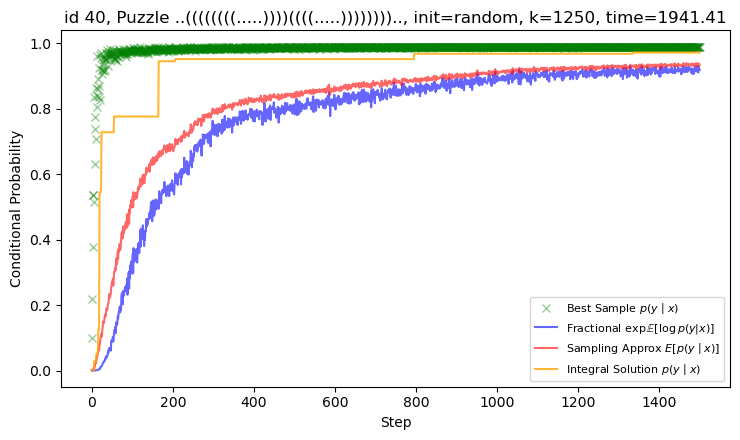 id 40, Puzzle ..((((((((.....))))((((.....)))))))).., init=random, k=1250, time=1941.41
1.0
0.8
0.6
0.4
0.2
0.0
Conditional Probability
Best Sample p(y | x)
Fractional exp𝔼[log p(y|x)]
Sampling Approx E[p(y | x)]
Integral Solution p(y | x)
0 200 400 600 800 1000 1200 1400
Step